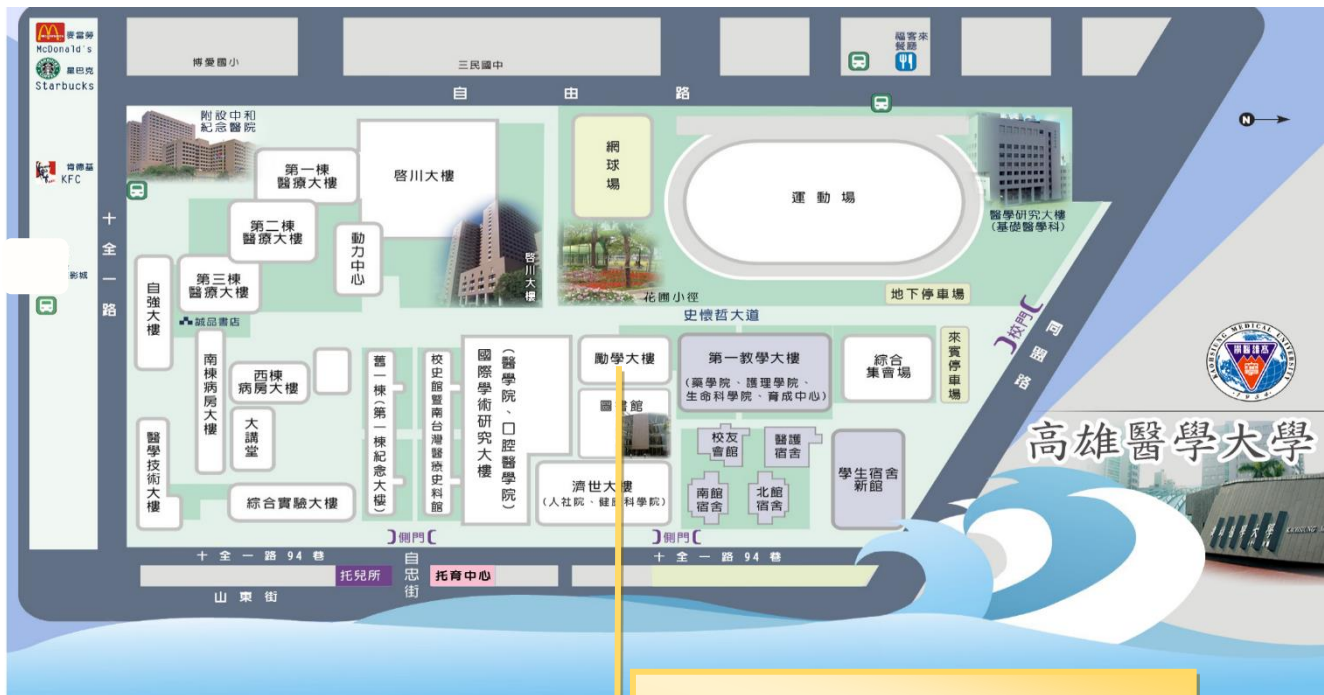 麥當勞
McDonald's
星巴克
Starbucks
肯德基
KFC
影城
博愛國小
三民國中
福客來
餐廳
自由路
N
十全一路
附設中和
紀念醫院
第一棟
醫療大樓
啓川大樓
第二棟
醫療大樓
動力中心
第三棟
醫療大樓
啓川大樓
自強大樓
誠品書店
網球場
花圃小徑
運動場
醫學研究大樓
(基礎醫學科)
地下停車場
史懷哲大道
校門
同盟路
南棟病房大樓
西棟
病房大樓
大講堂
醫學技術大樓
綜合實驗大樓
舊一棟(第一棟紀念大樓)
校史館暨南台灣醫療史料館
國際學術研究大樓
(醫學院、口腔醫學院)
勵學大樓
圖書館
濟世大樓
(人社院、健康科學院)
第一教學大樓
(藥學院、護理學院、
生命科學院、育成中心)
綜合
集會場
來賓停車場
校友
會館
醫護
宿舍
南館
宿舍
北館
宿舍
學生宿舍
新館
側門
側門
十全一路94巷
自忠街
十全一路94巷
托兒所
托育中心
山東街
KAOHSIUNG MEDICAL UNIVERSITY
1954
高雄醫學大學